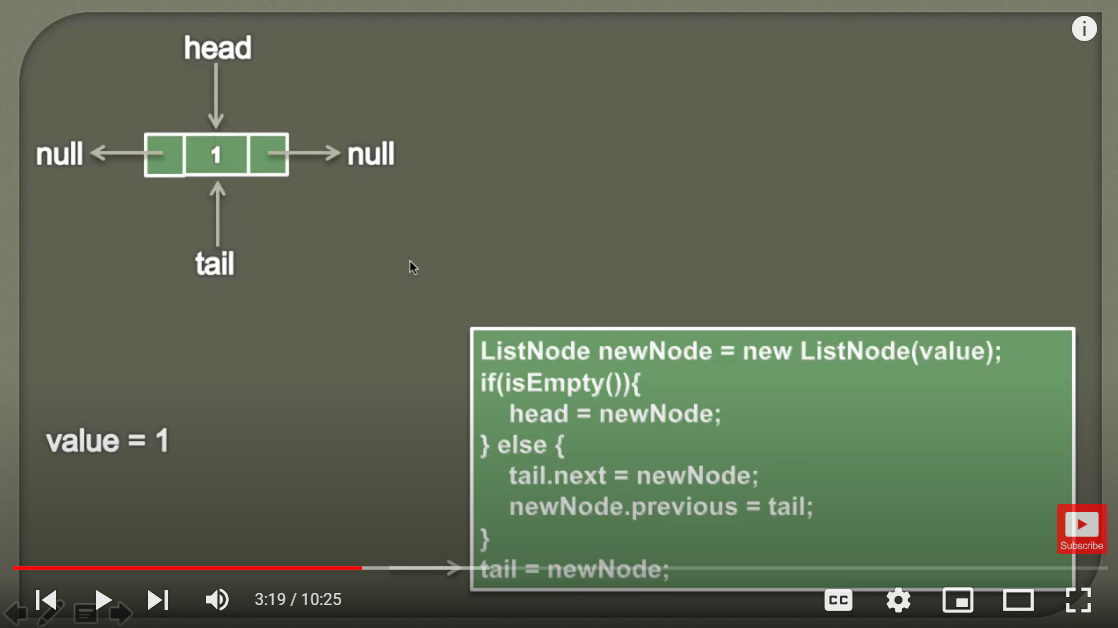 head
null 1 null
tail
ListNode newNode = new ListNode(value);
if(isEmpty()){
head = newNode;
} else {
tail.next = newNode;
newNode.previous = tail;
}
tail = newNode;
value = 1
Subscribe
3:19 / 10:25
CC
i